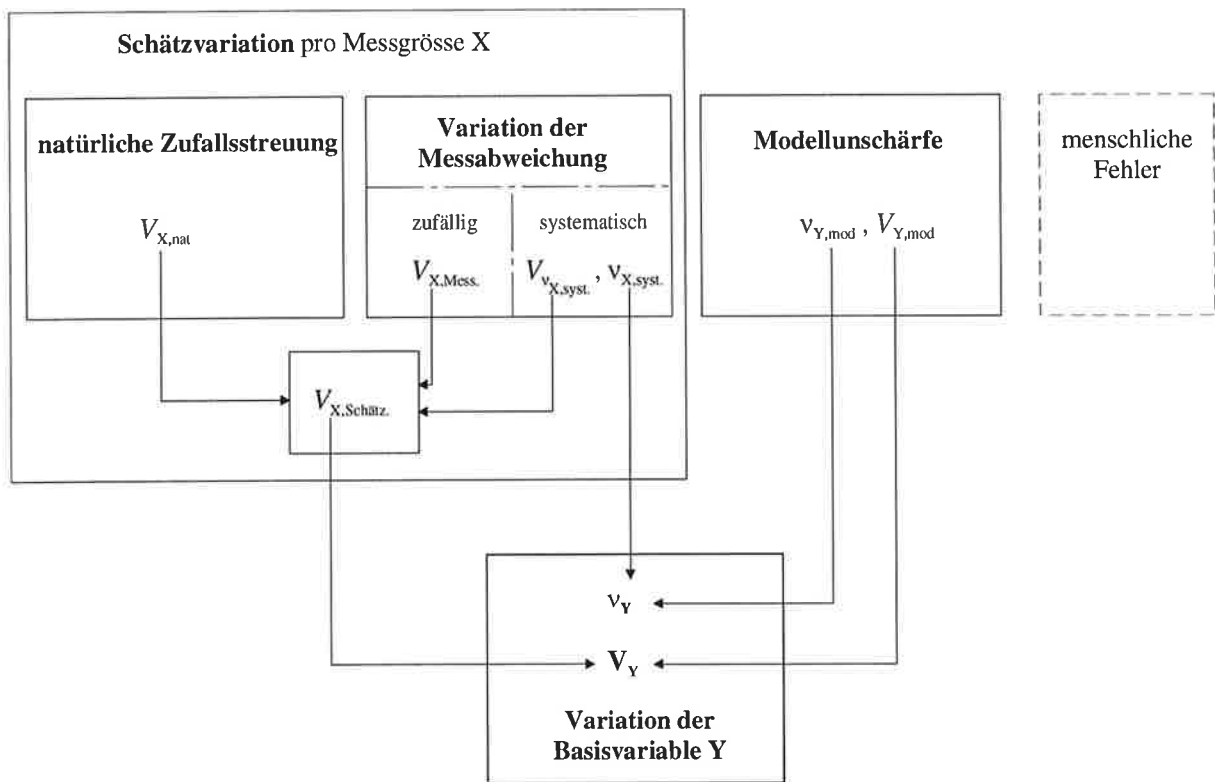 Schätzvariation pro Messgrösse X
natürliche Zufallsstreuung
V_X,nat
Variation der
Messabweichung
zufällig
systematisch
V_X,Mess.
V_ν_X,syst. , ν_X,syst.
V_X,Schätz.
Modellunschärfe
ν_Y,mod , V_Y,mod
menschliche
Fehler
ν_Y
V_Y
Variation der
Basisvariable Y